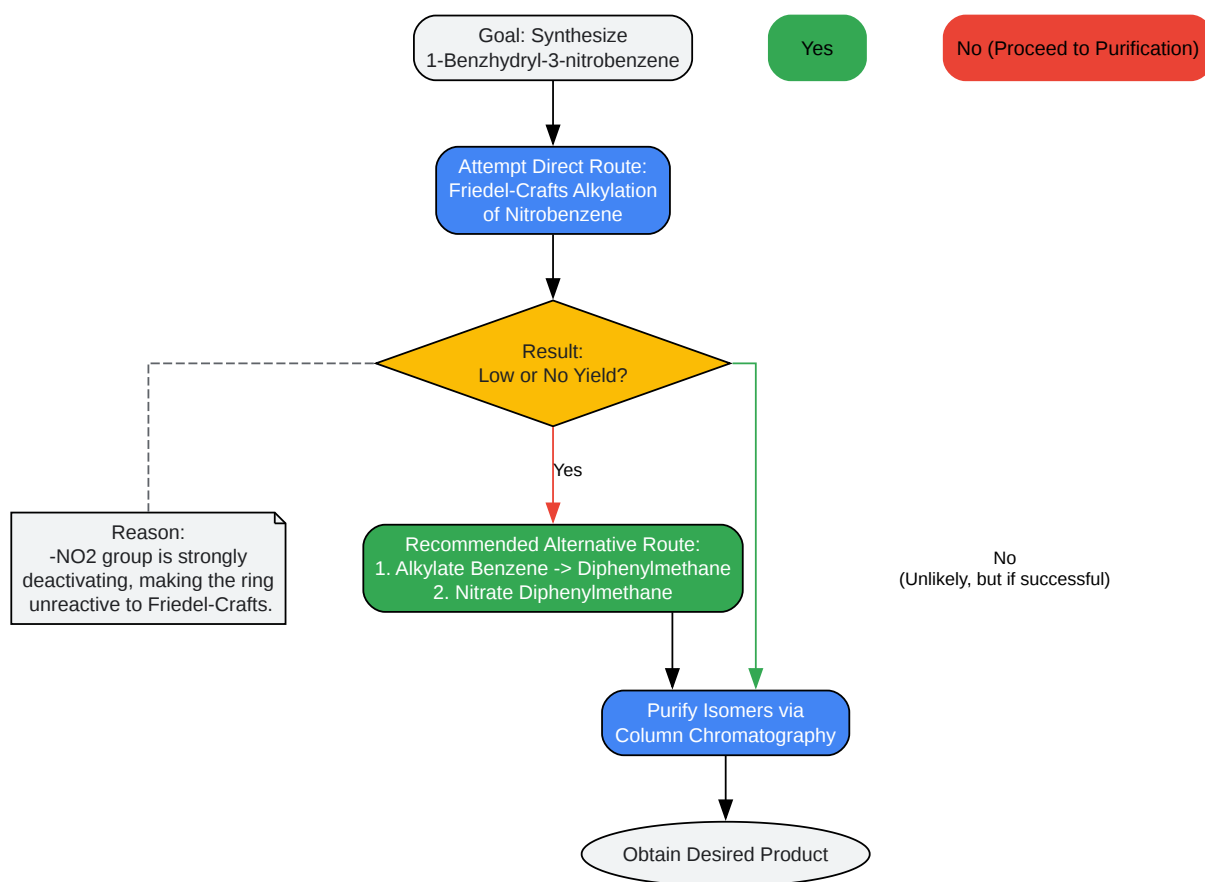 Goal: Synthesize
1-Benzhydryl-3-nitrobenzene
Yes
No (Proceed to Purification)
Attempt Direct Route:
Friedel-Crafts Alkylation
of Nitrobenzene
Result:
Low or No Yield?
Yes
Reason:
-NO2 group is strongly
deactivating, making the ring
unreactive to Friedel-Crafts.
Recommended Alternative Route:
1. Alkylate Benzene -> Diphenylmethane
2. Nitrate Diphenylmethane
No
(Unlikely, but if successful)
Purify Isomers via
Column Chromatography
Obtain Desired Product